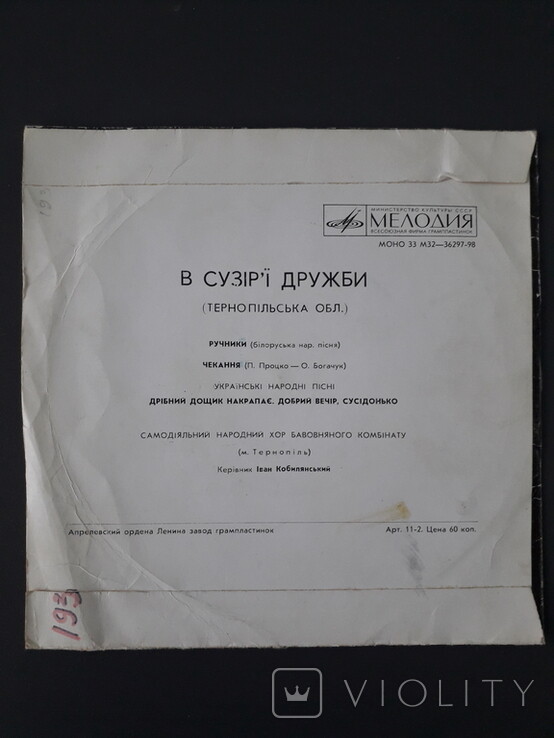 193
МИНИСТЕРСТВО КУЛЬТУРЫ СССР
МЕЛОДИЯ
ВСЕСОЮЗНАЯ ФИРМА ГРАМПЛАСТИНОК
МОНО 33 М32—36297-98
В СУЗІР'Ї ДРУЖБИ
(ТЕРНОПІЛЬСЬКА ОБЛ.)
РУЧНИКИ (Білоруська нар. пісня)
ЧЕКАННЯ (П. Процко — О. Богачук)
УКРАЇНСЬКІ НАРОДНІ ПІСНІ
ДРІБНИЙ ДОЩИК НАКРАПАЄ. ДОБРИЙ ВЕЧІР, СУСІДОНЬКО
САМОДІЯЛЬНИЙ НАРОДНИЙ ХОР БАВОВНЯНОГО КОМБІНАТУ
(м. Тернопіль)
Керівник Іван Кобилянський
Апрелевский ордена Ленина завод грампластинок
Арт. 11-2. Цена 60 коп.
193
VIOLITY